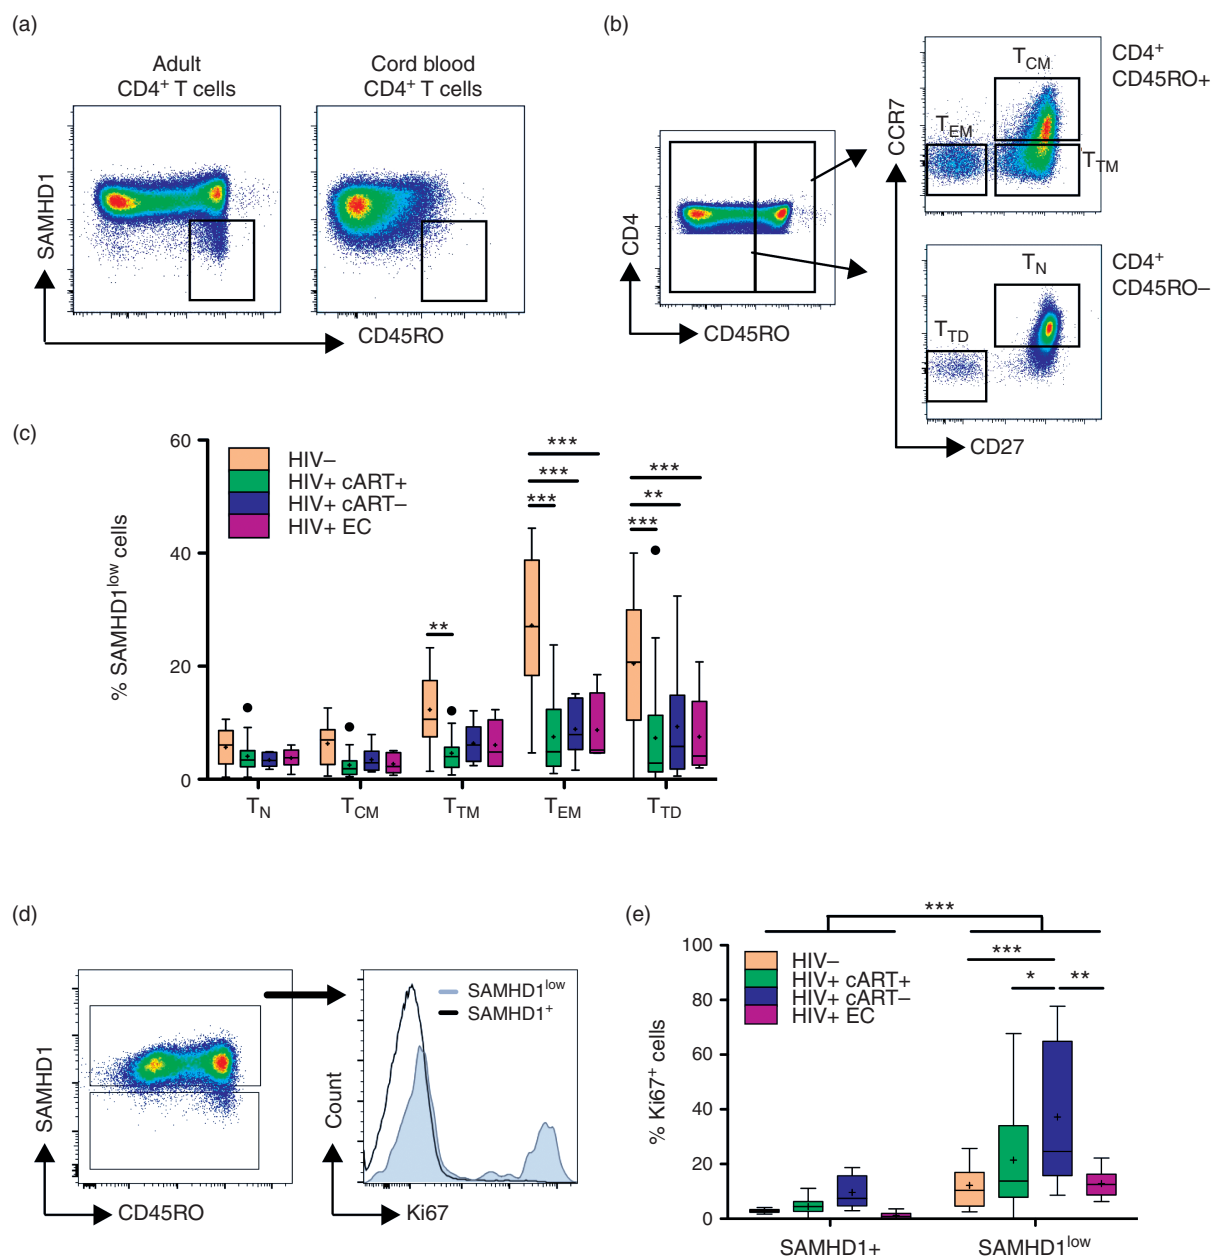 (a)
Adult
CD4+ T cells
Cord blood
CD4+ T cells
SAMHD1
CD45RO
(b)
CD4
CD45RO
CCR7
TCM
TEM
TTM
CD4+
CD45RO+
TN
TTD
CD4+
CD45RO−
CD27
(c)
% SAMHD1low cells
60
40
20
0
HIV−
HIV+ cART+
HIV+ cART−
HIV+ EC
**
***
***
***
***
**
***
TN
TCM
TTM
TEM
TTD
(d)
SAMHD1
CD45RO
Count
SAMHD1low
SAMHD1+
Ki67
(e)
% Ki67+ cells
100
80
60
40
20
0
HIV−
HIV+ cART+
HIV+ cART−
HIV+ EC
***
***
*
**
SAMHD1+
SAMHD1low